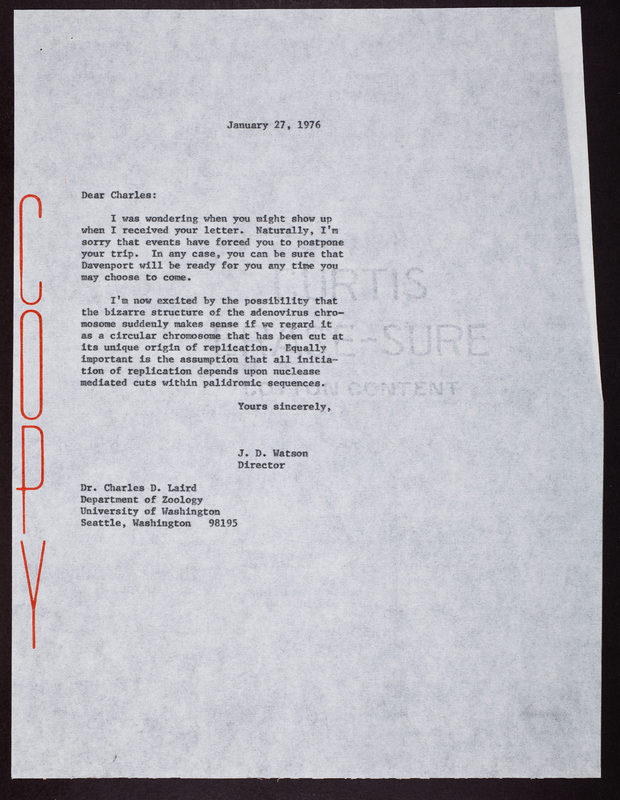 January 27, 1976
Dear Charles:
I was wondering when you might show up
when I received your letter. Naturally, I'm
sorry that events have forced you to postpone
your trip. In any case, you can be sure that
Davenport will be ready for you any time you
may choose to come.
I'm now excited by the possibility that
the bizarre structure of the adenovirus chro-
mosome suddenly makes sense if we regard it
as a circular chromosome that has been cut at
its unique origin of replication. Equally
important is the assumption that all initia-
tion of replication depends upon nuclease
mediated cuts within palidromic sequences.
Yours sincerely,
J. D. Watson
Director
Dr. Charles D. Laird
Department of Zoology
University of Washington
Seattle, Washington 98195
COPY
CURTIS
-SURE
COTTON CONTENT